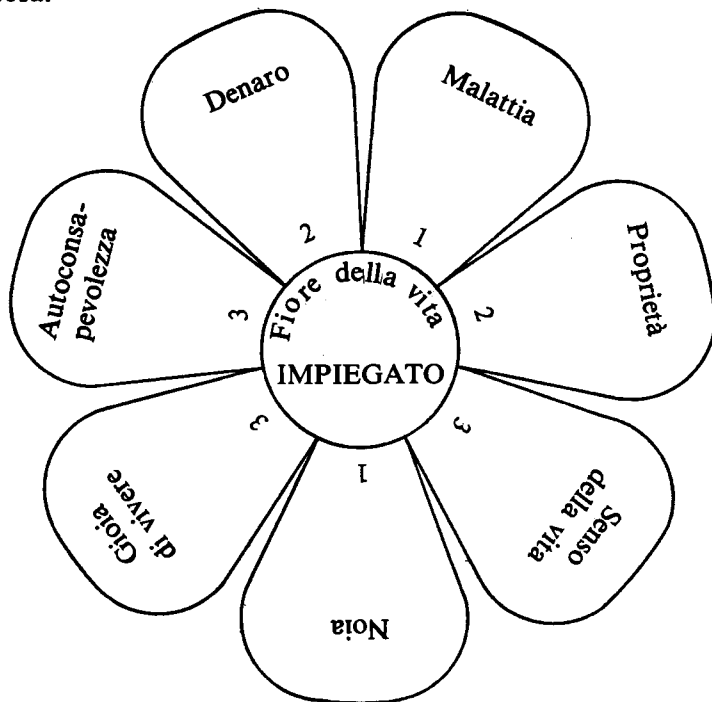 Fiore della vita
IMPIEGATO
1
Malattia
2
Proprietà
3
Senso
della vita
1
Noia
3
Gioia
di vivere
3
Autoconsa-
pevolezza
2
Denaro